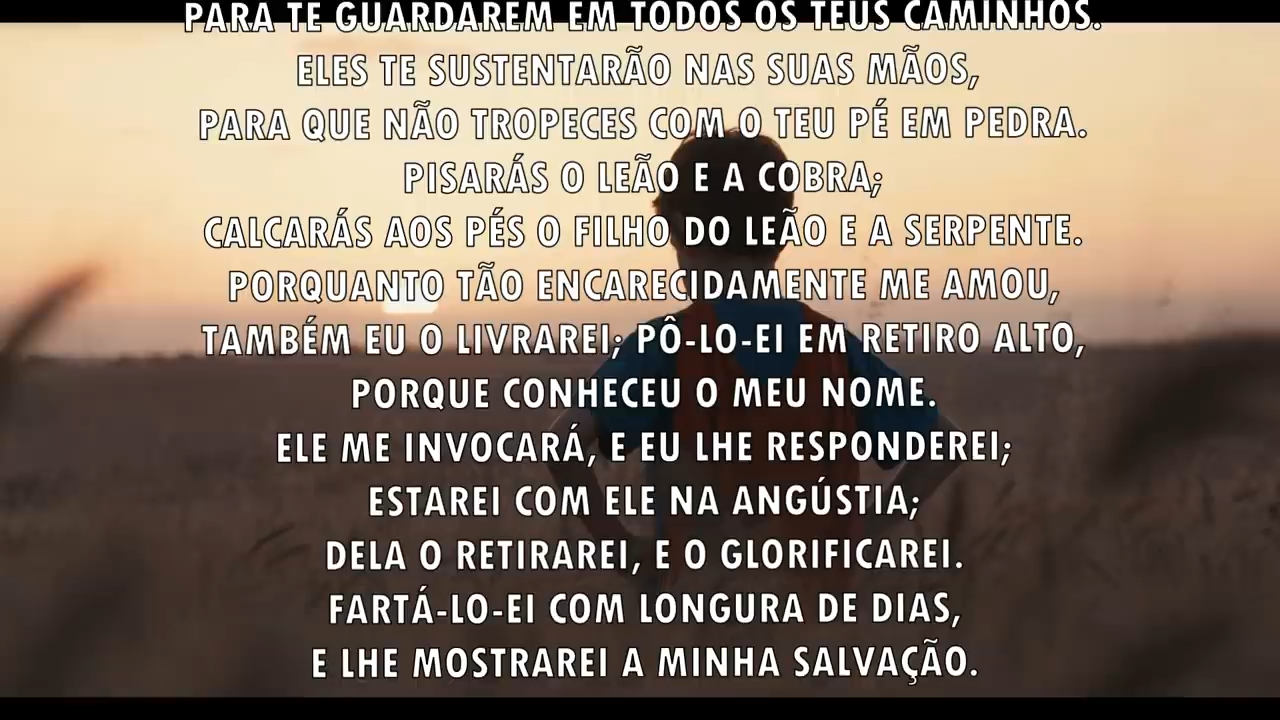 PARA TE GUARDAREM EM TODOS OS TEUS CAMINHOS.
ELES TE SUSTENTARÃO NAS SUAS MÃOS,
PARA QUE NÃO TROPECES COM O TEU PÉ EM PEDRA.
PISARÁS O LEÃO E A COBRA;
CALCARÁS AOS PÉS O FILHO DO LEÃO E A SERPENTE.
PORQUANTO TÃO ENCARECIDAMENTE ME AMOU,
TAMBÉM EU O LIVRAREI; PÔ-LO-EI EM RETIRO ALTO,
PORQUE CONHECEU O MEU NOME.
ELE ME INVOCARÁ, E EU LHE RESPONDEREI;
ESTAREI COM ELE NA ANGÚSTIA;
DELA O RETIRAREI, E O GLORIFICAREI.
FARTÁ-LO-EI COM LONGURA DE DIAS,
E LHE MOSTRAREI A MINHA SALVAÇÃO.